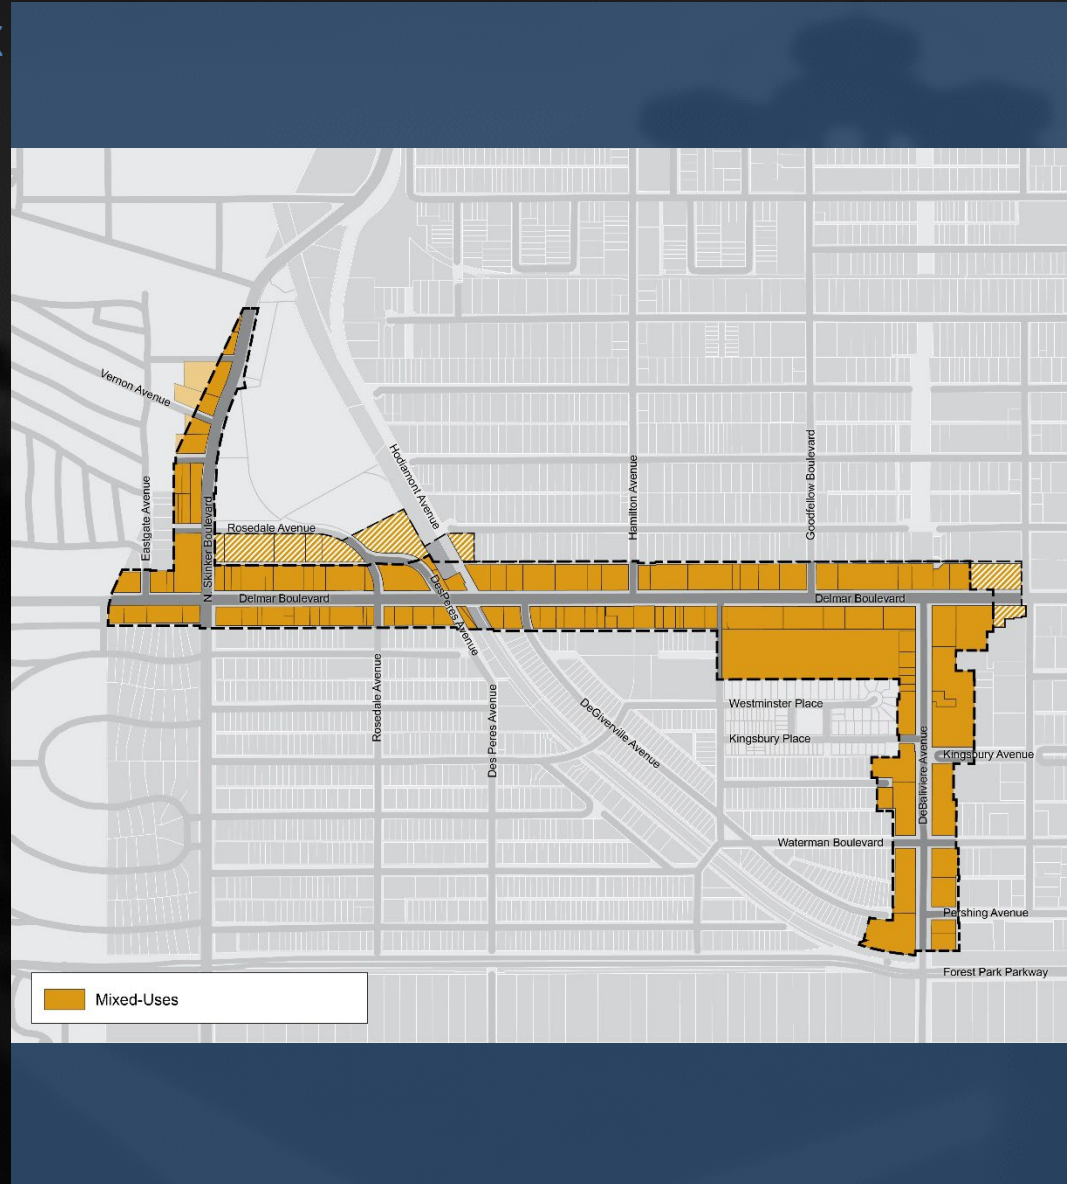 Vernon Avenue
Eastgate Avenue
N. Skinker Boulevard
Rosedale Avenue
Hodiamont Avenue
Hamilton Avenue
Goodfellow Boulevard
Delmar Boulevard
DesPeres Avenue
Delmar Boulevard
Rosedale Avenue
Des Peres Avenue
DeGiverville Avenue
Westminster Place
Kingsbury Place
DeBaliviere Avenue
Kingsbury Avenue
Waterman Boulevard
Pershing Avenue
Forest Park Parkway
Mixed-Uses